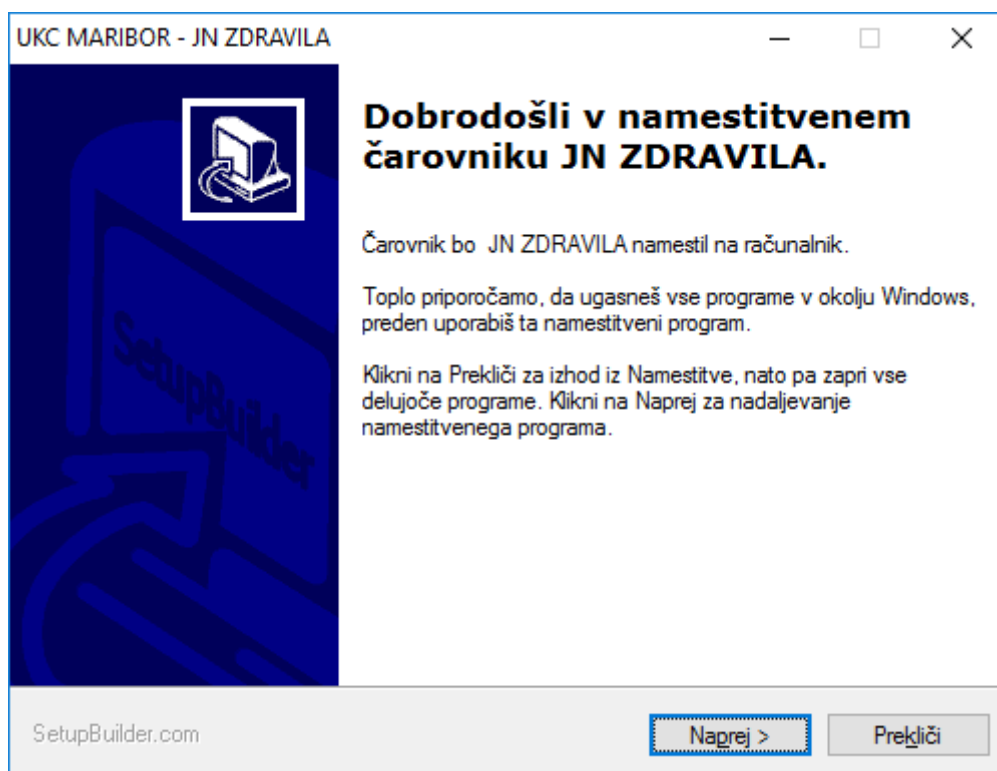 UKC MARIBOR - JN ZDRAVILA
Dobrodošli v namestitvenem
čarovniku JN ZDRAVILA.
Čarovnik bo  JN ZDRAVILA namestil na računalnik.
Toplo priporočamo, da ugasneš vse programe v okolju Windows,
preden uporabiš ta namestitveni program.
Klikni na Prekliči za izhod iz Namestitve, nato pa zapri vse
delujoče programe. Klikni na Naprej za nadaljevanje
namestitvenega programa.
SetupBuilder
SetupBuilder.com
Naprej >
Prekliči